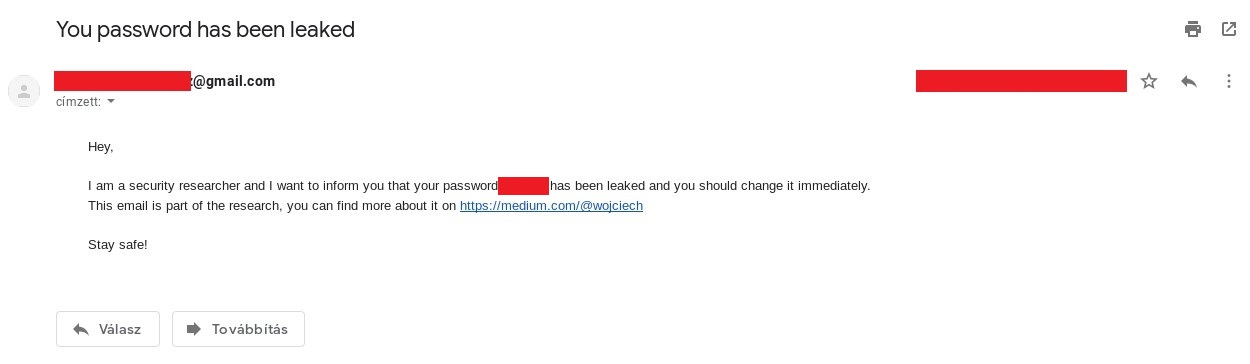 You password has been leaked
z@gmail.com
címzett:
Hey,
I am a security researcher and I want to inform you that your password has been leaked and you should change it immediately.
This email is part of the research, you can find more about it on https://medium.com/@wojciech
Stay safe!
Válasz
Továbbítás